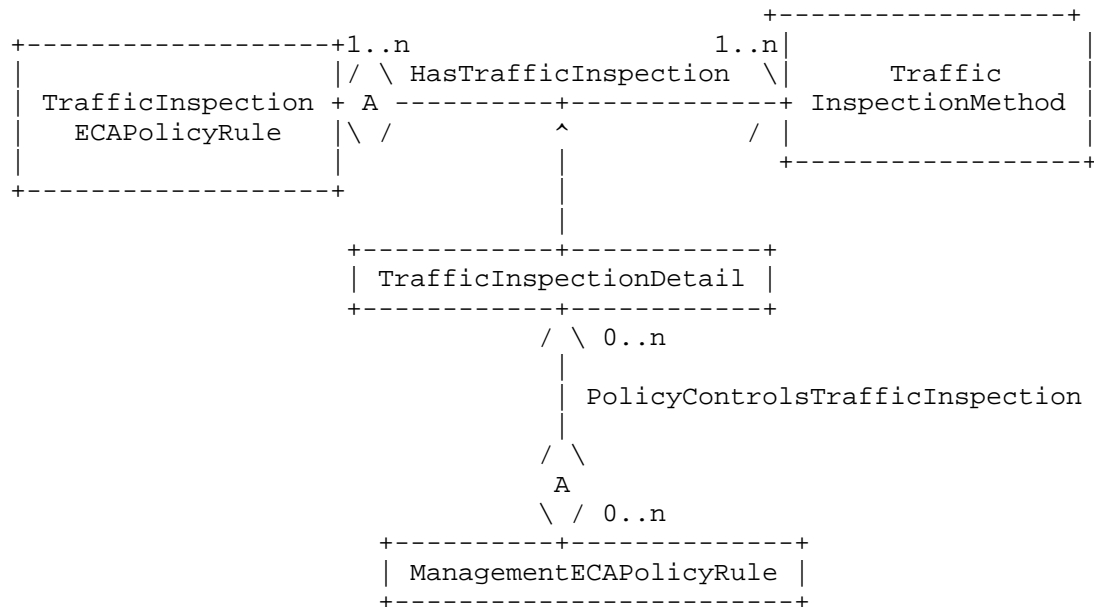 1..n 1..n
HasTrafficInspection Traffic
TrafficInspection A InspectionMethod
ECAPolicyRule
TrafficInspectionDetail
0..n
PolicyControlsTrafficInspection
A
0..n
ManagementECAPolicyRule